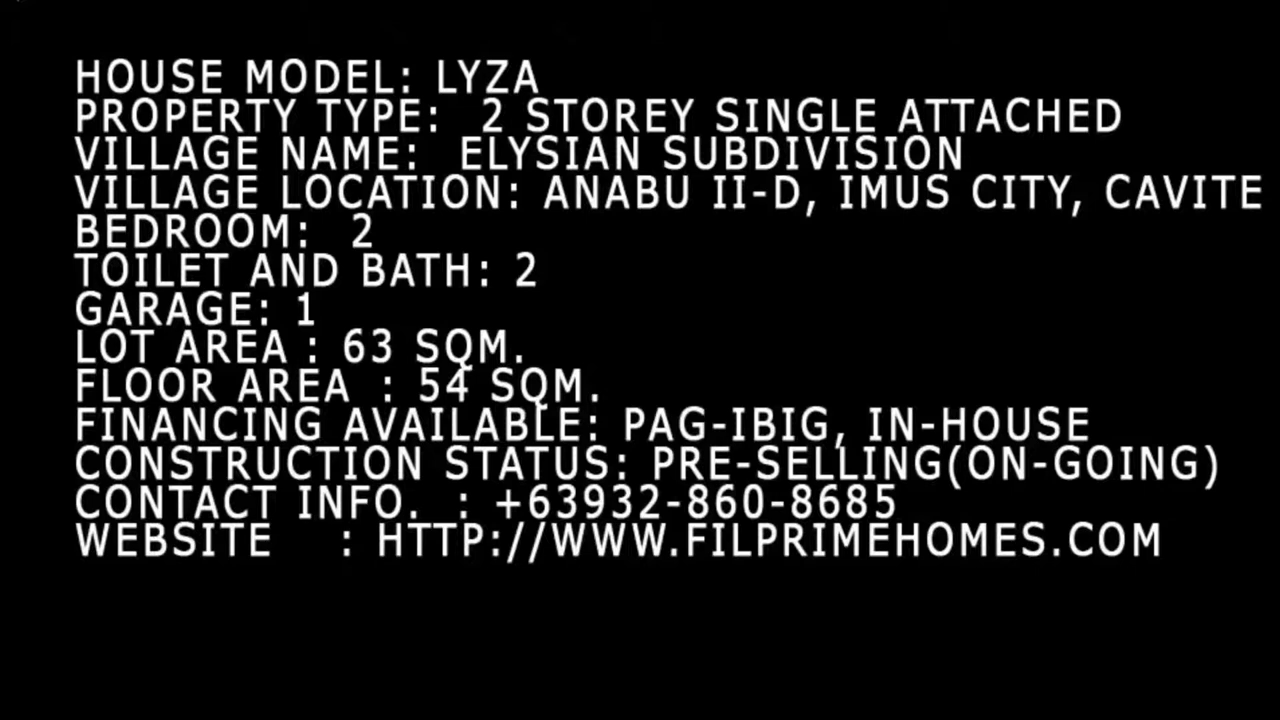 HOUSE MODEL: LYZA
PROPERTY TYPE: 2 STOREY SINGLE ATTACHED
VILLAGE NAME: ELYSIAN SUBDIVISION
VILLAGE LOCATION: ANABU II-D, IMUS CITY, CAVITE
BEDROOM: 2
TOILET AND BATH: 2
GARAGE: 1
LOT AREA : 63 SQM.
FLOOR AREA : 54 SQM.
FINANCING AVAILABLE: PAG-IBIG, IN-HOUSE
CONSTRUCTION STATUS: PRE-SELLING(ON-GOING)
CONTACT INFO. : +63932-860-8685
WEBSITE : HTTP://WWW.FILPRIMEHOMES.COM